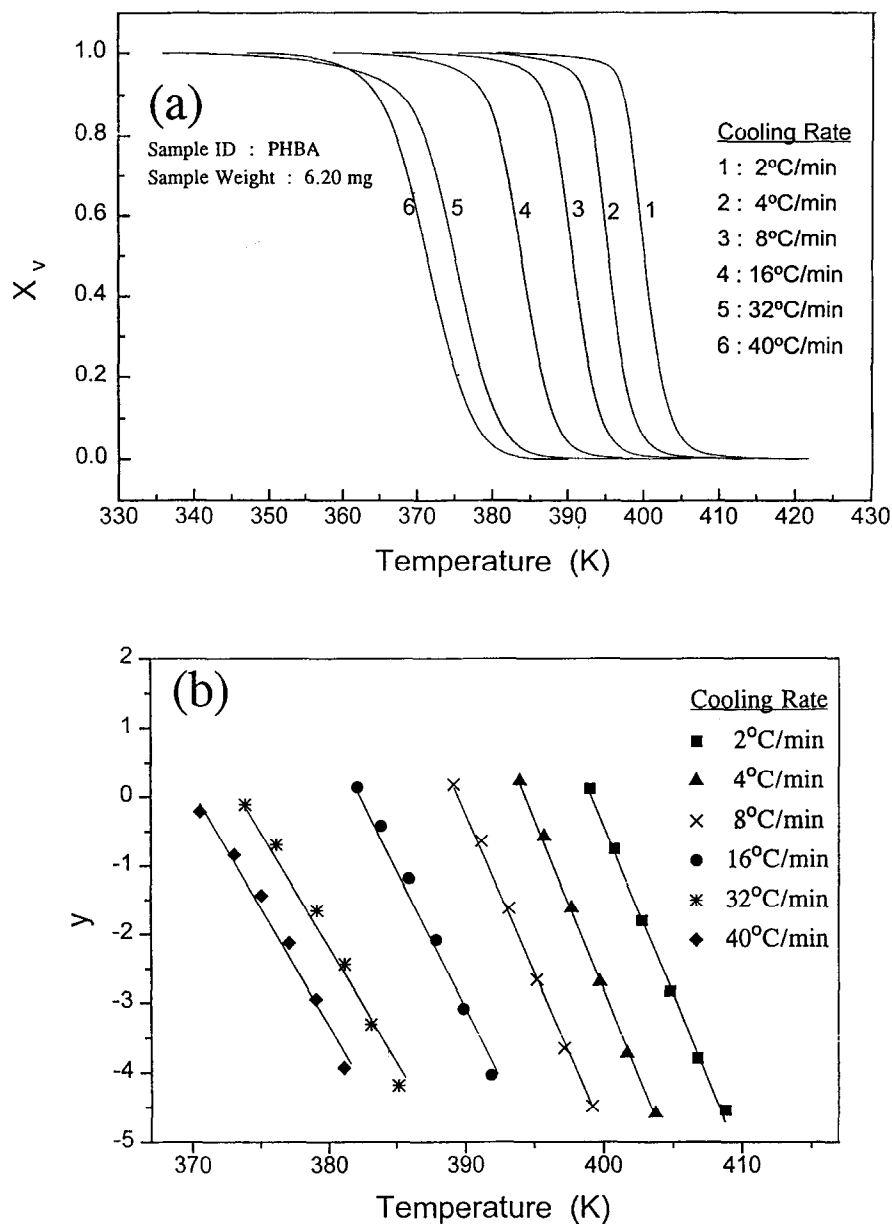 (a)
Sample ID : PHBA
Sample Weight : 6.20 mg
Cooling Rate
1 : 2°C/min
2 : 4°C/min
3 : 8°C/min
4 : 16°C/min
5 : 32°C/min
6 : 40°C/min
6 5 4 3 2 1
X_v
1.0
0.8
0.6
0.4
0.2
0.0
330 340 350 360 370 380 390 400 410 420 430
Temperature (K)
(b)
Cooling Rate
2°C/min
4°C/min
8°C/min
16°C/min
32°C/min
40°C/min
y
2
1
0
-1
-2
-3
-4
-5
370 380 390 400 410
Temperature (K)